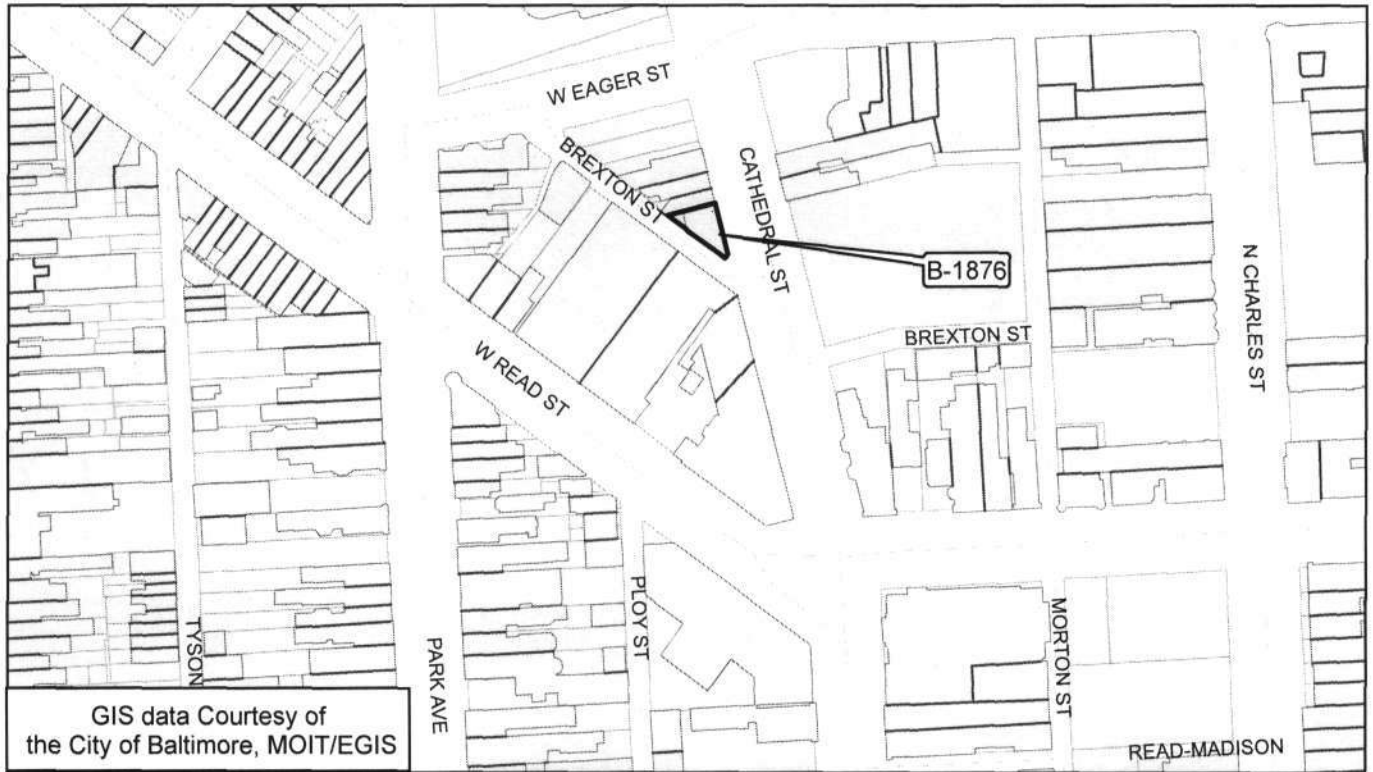 W EAGER ST
BREXTON ST
CATHEDRAL ST
B-1876
N CHARLES ST
BREXTON ST
W READ ST
PLOY ST
MORTON ST
TYSON
PARK AVE
GIS data Courtesy of
the City of Baltimore, MOIT/EGIS
READ-MADISON